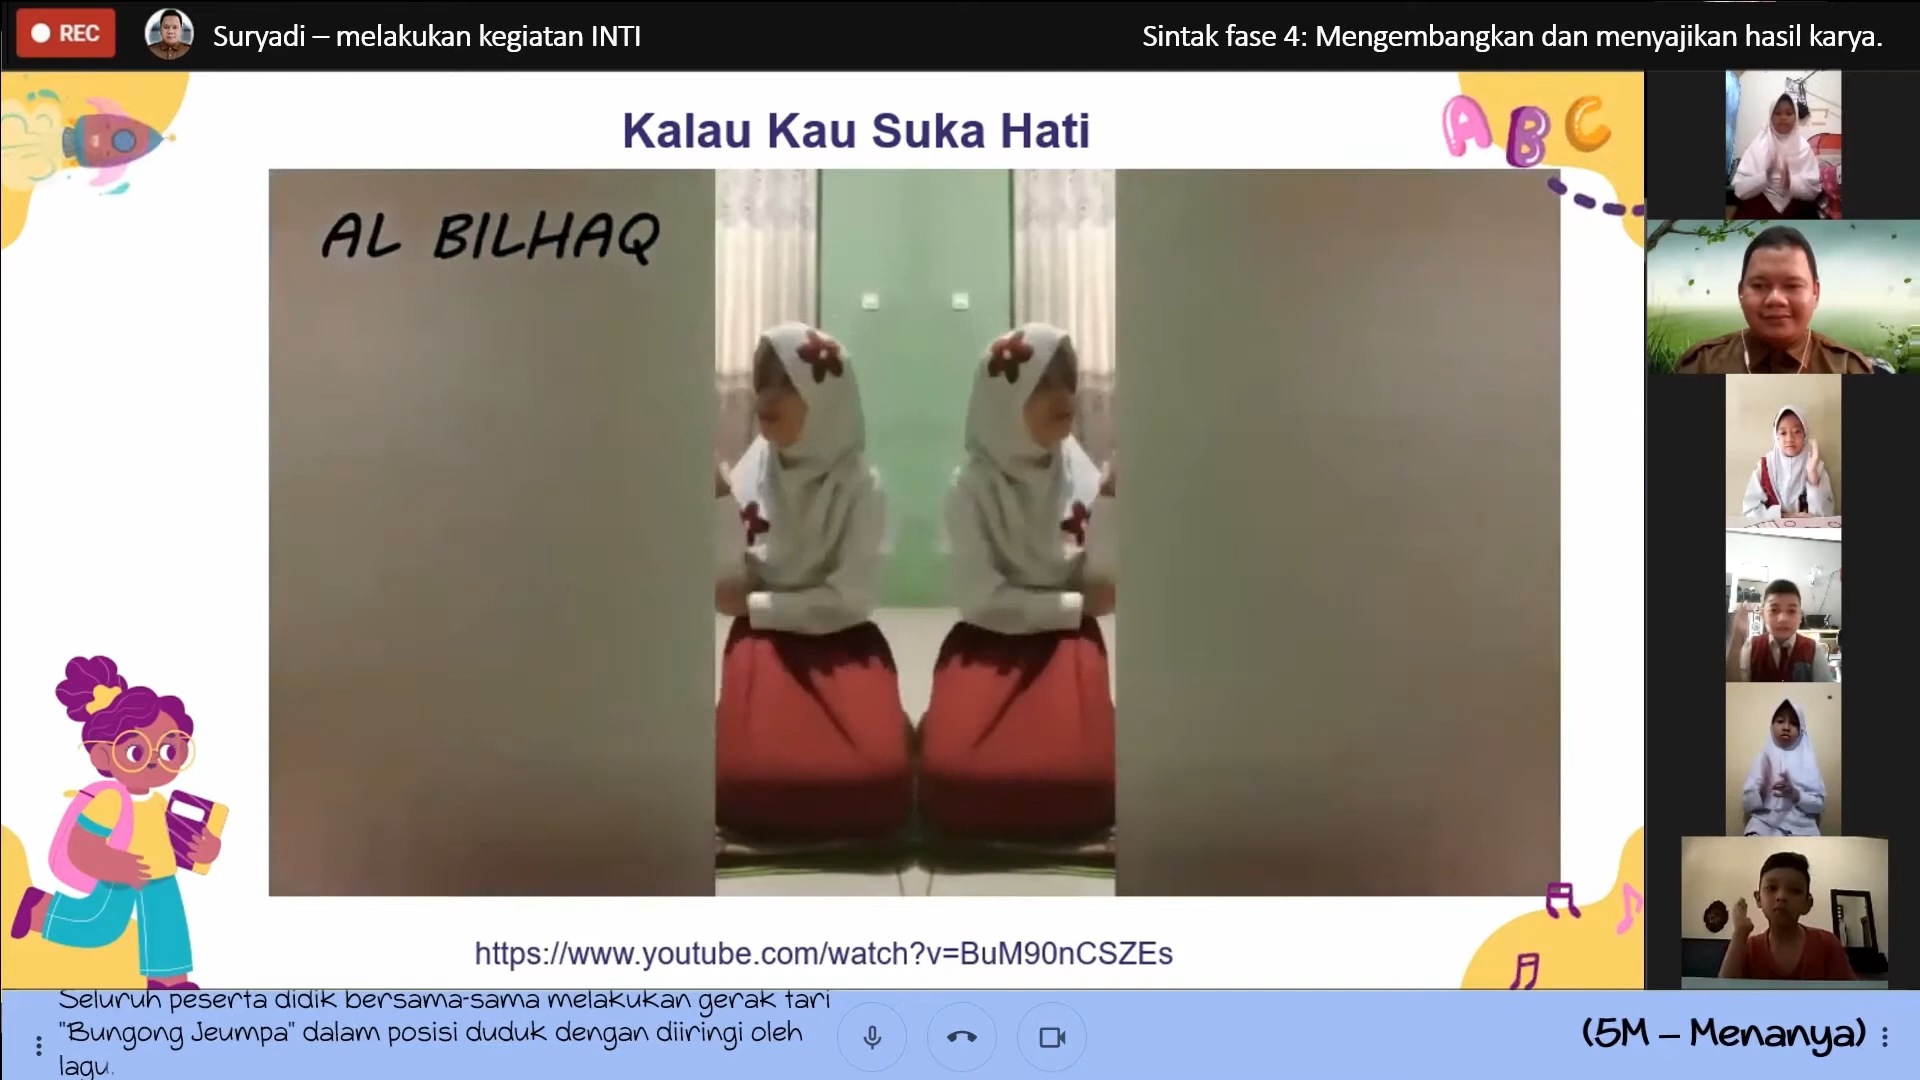 REC
Suryadi – melakukan kegiatan INTI
Sintak fase 4: Mengembangkan dan menyajikan hasil karya.
Kalau Kau Suka Hati
A B C
AL BILHAQ
https://www.youtube.com/watch?v=BuM90nCSZEs
Seluruh peserta didik bersama-sama melakukan gerak tari
"Bungong Jeumpa" dalam posisi duduk dengan diiringi oleh
lagu.
(5M – Menanya)